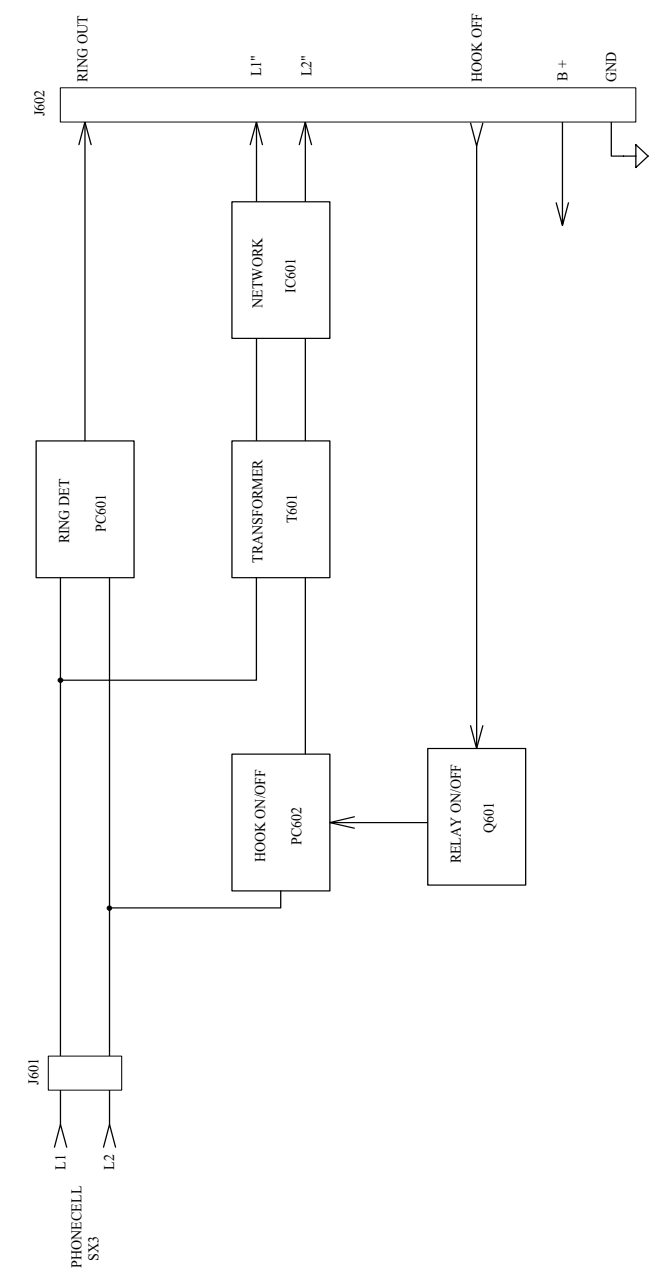 PHONECELL
SX3
L1
L2
J601
RING DET
PC601
HOOK ON/OFF
PC602
RELAY ON/OFF
Q601
TRANSFORMER
T601
NETWORK
IC601
J602
RING OUT
L1"
L2"
HOOK OFF
B +
GND